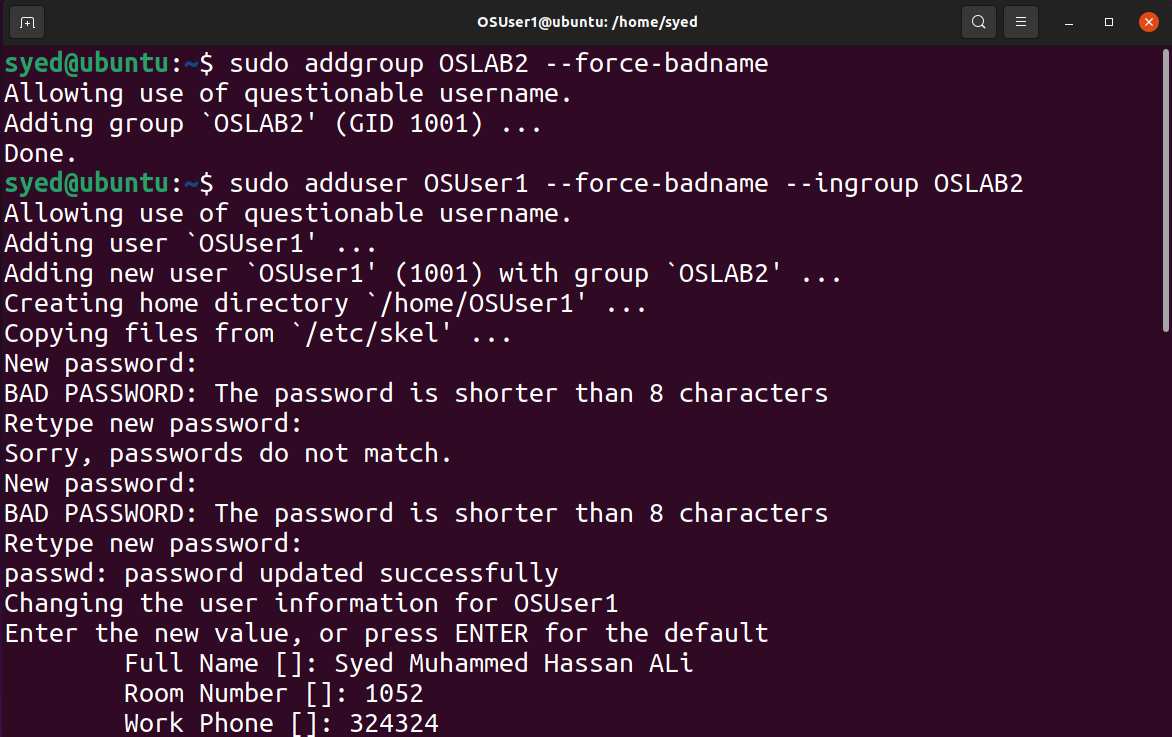 OSUser1@ubuntu: /home/syed
syed@ubuntu:~$ sudo addgroup OSLAB2 --force-badname
Allowing use of questionable username.
Adding group `OSLAB2' (GID 1001) ...
Done.
syed@ubuntu:~$ sudo adduser OSUser1 --force-badname --ingroup OSLAB2
Allowing use of questionable username.
Adding user `OSUser1' ...
Adding new user `OSUser1' (1001) with group `OSLAB2' ...
Creating home directory `/home/OSUser1' ...
Copying files from `/etc/skel' ...
New password:
BAD PASSWORD: The password is shorter than 8 characters
Retype new password:
Sorry, passwords do not match.
New password:
BAD PASSWORD: The password is shorter than 8 characters
Retype new password:
passwd: password updated successfully
Changing the user information for OSUser1
Enter the new value, or press ENTER for the default
Full Name []: Syed Muhammed Hassan ALi
Room Number []: 1052
Work Phone []: 324324